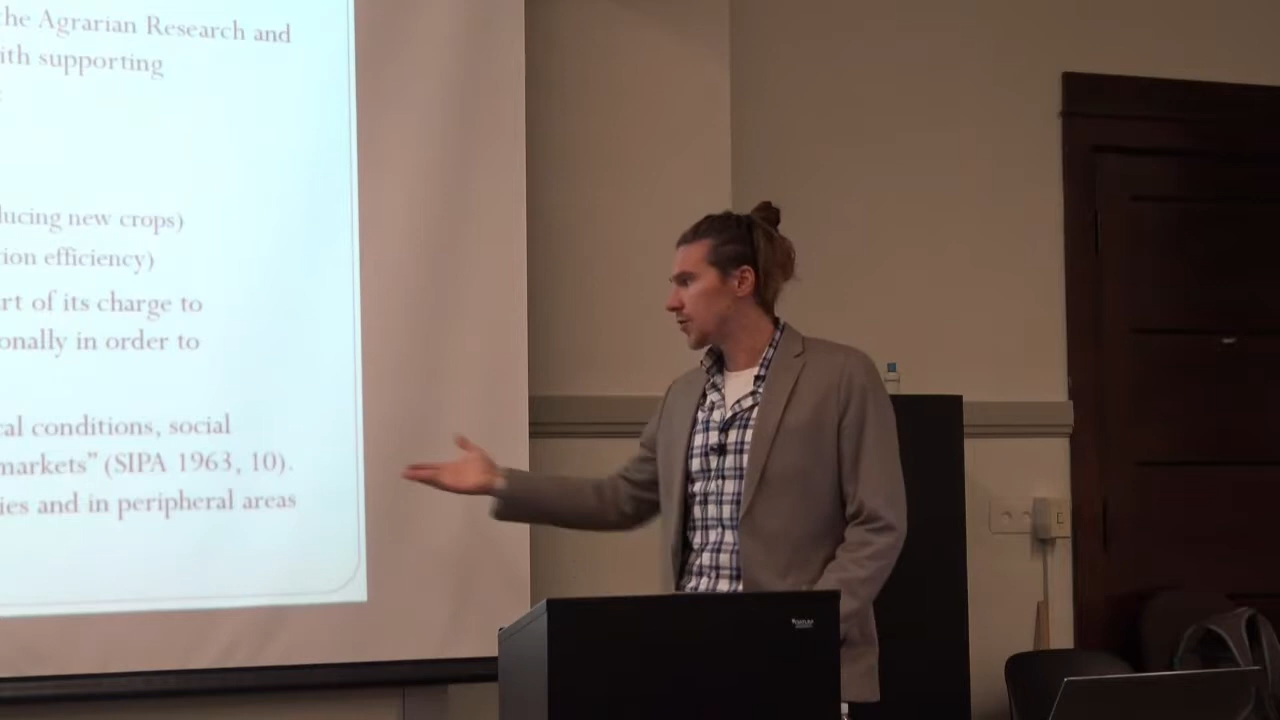 the Agrarian Research and
ith supporting
:
lucing new crops)
ion efficiency)
rt of its charge to
onally in order to
cal conditions, social
markets” (SIPA 1963, 10).
ies and in peripheral areas